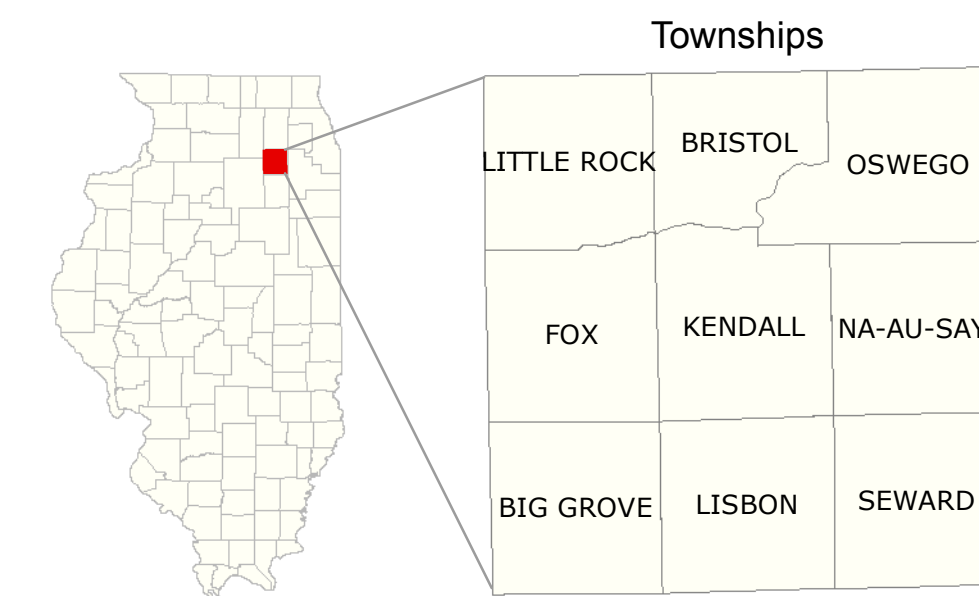 Townships
LITTLE ROCK
BRISTOL
OSWEGO
FOX
KENDALL
NA-AU-SAY
BIG GROVE
LISBON
SEWARD